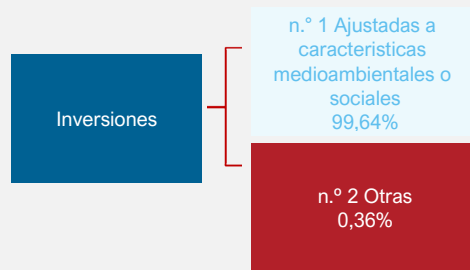 n.° 1 Ajustadas a
caracteristicas
medioambientales o
sociales
99,64%
Inversiones
n.º 2 Otras
0,36%